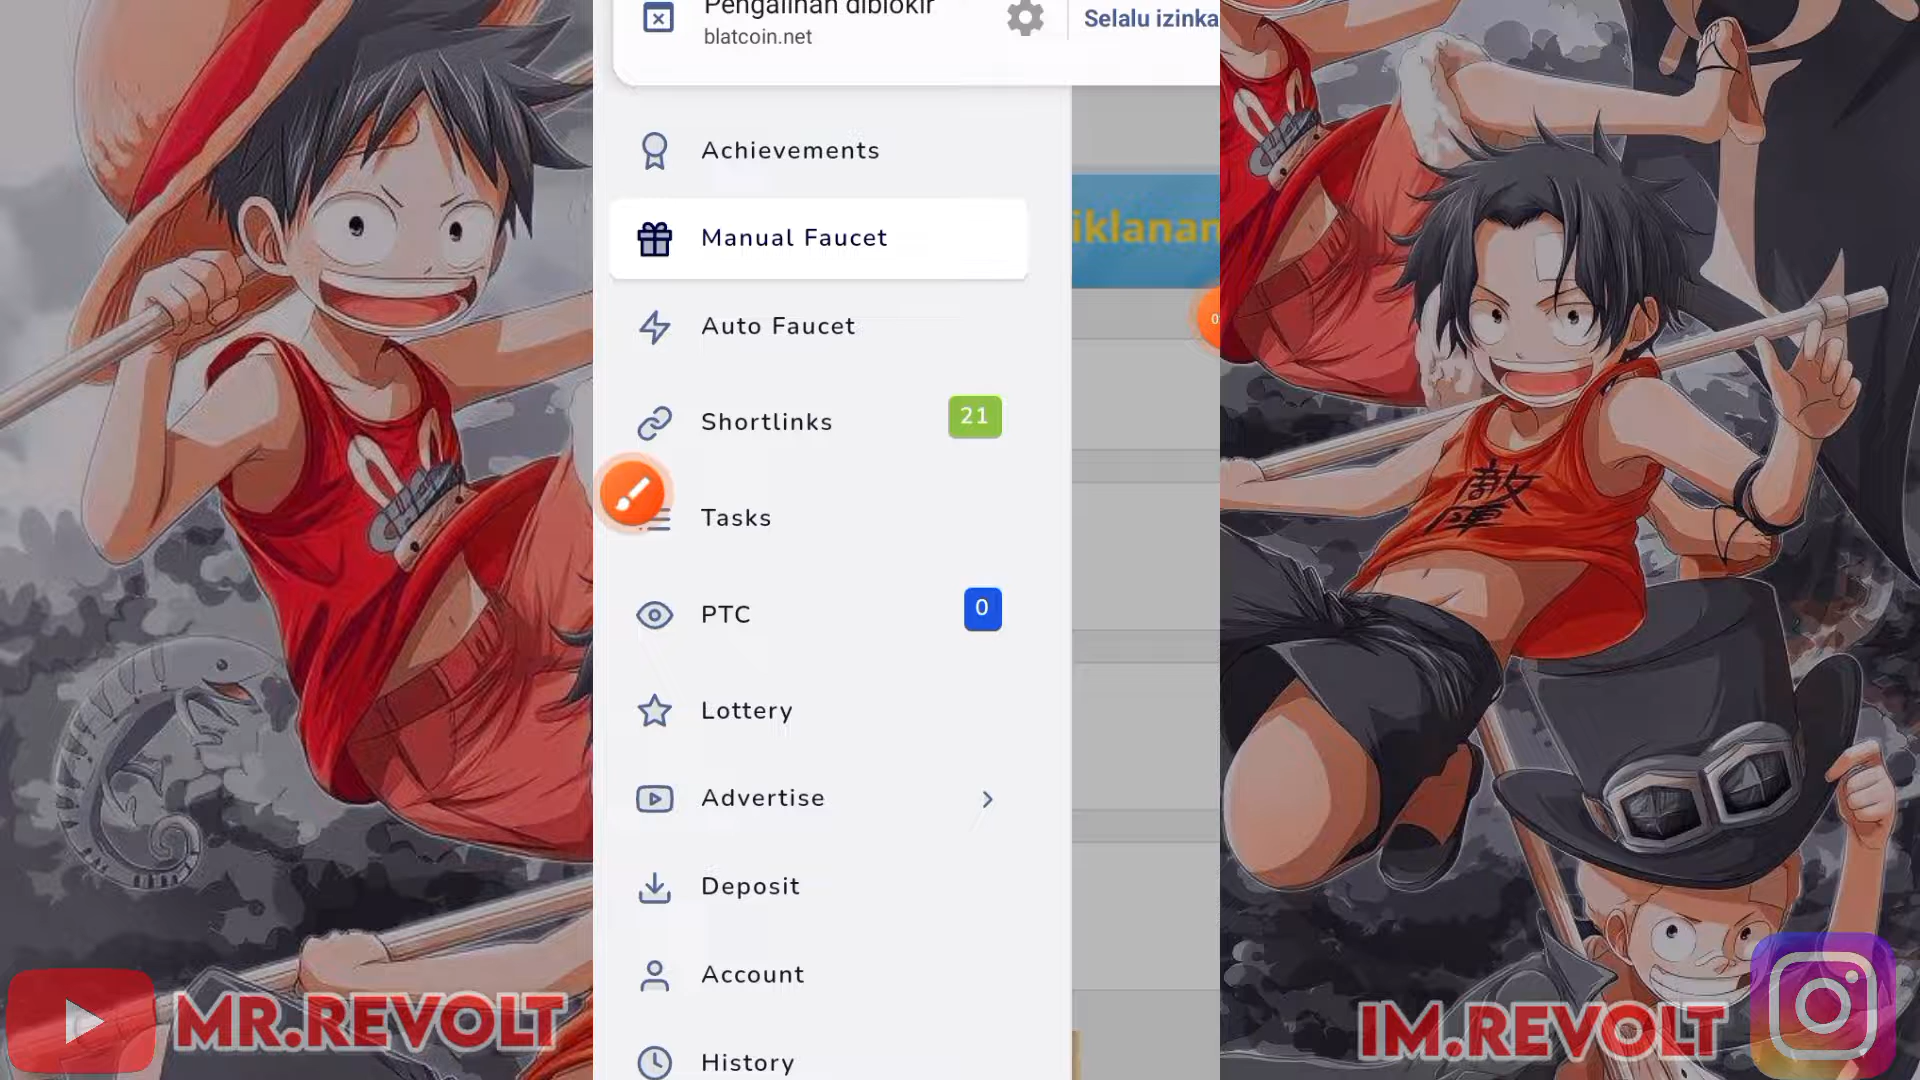 Pengalihan diblokir
blatcoin.net
Selalu izinka
Achievements
Manual Faucet
iklanan
Auto Faucet
0
Shortlinks
21
Tasks
PTC
0
Lottery
Advertise
Deposit
Account
History
MR.REVOLT
IM.REVOLT